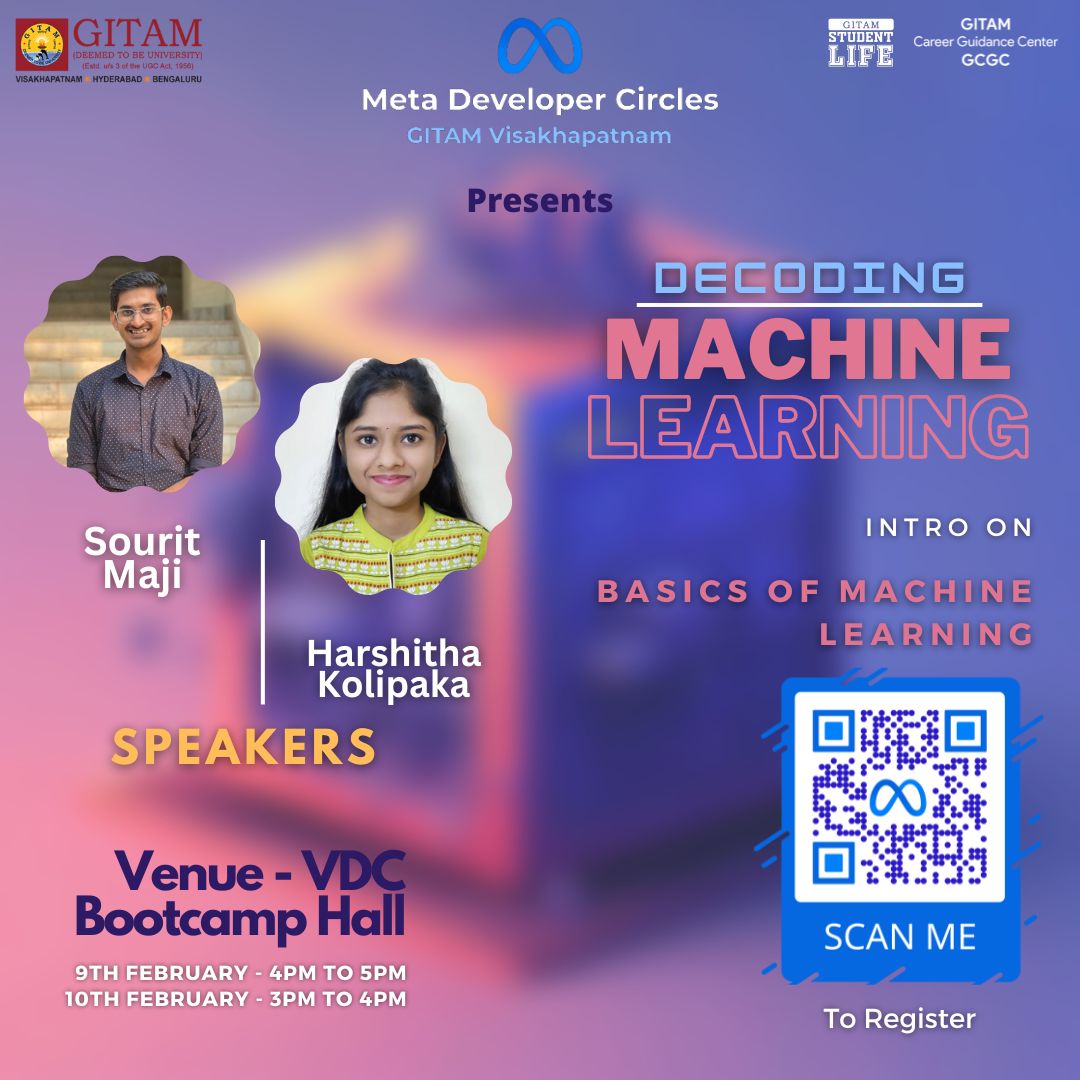 GITAM
(DEEMED TO BE UNIVERSITY)
(Estd. u/s 3 of the UGC Act, 1956)
VISAKHAPATNAM HYDERABAD BENGALURU
Meta Developer Circles
GITAM Visakhapatnam
GITAM
STUDENT
LIFE
GITAM
Career Guidance Center
GCGC
Presents
DECODING
MACHINE
LEARNING
INTRO ON
BASICS OF MACHINE
LEARNING
Sourit
Maji
Harshitha
Kolipaka
SPEAKERS
Venue - VDC
Bootcamp Hall
9TH FEBRUARY - 4PM TO 5PM
10TH FEBRUARY - 3PM TO 4PM
SCAN ME
To Register